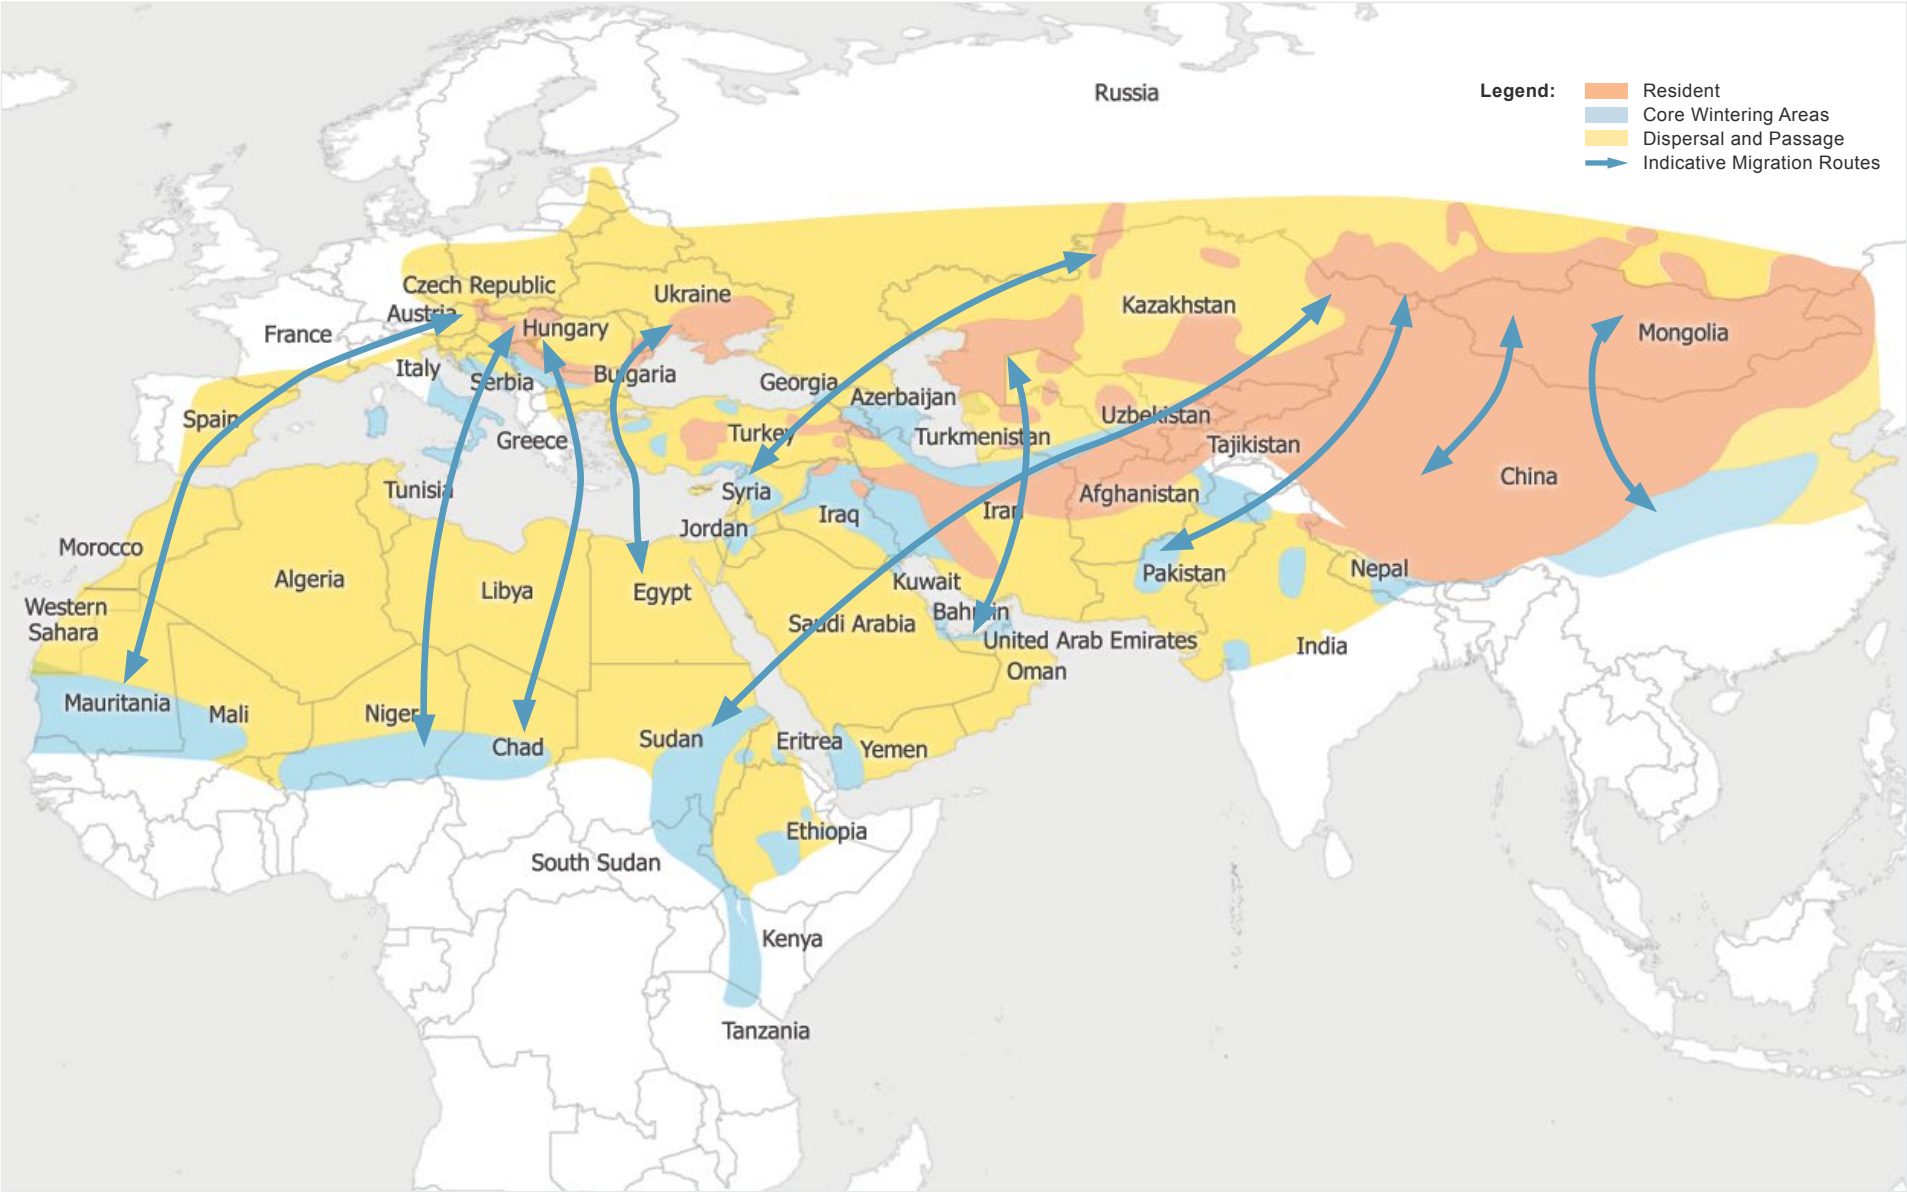 Russia
Legend:
Resident
Core Wintering Areas
Dispersal and Passage
Indicative Migration Routes
Czech Republic
Ukraine
Austria
Kazakhstan
France
Hungary
Mongolia
Italy
Serbia
Bulgaria
Georgia
Azerbaijan
Spain
Uzbekistan
Greece
Turkey
Turkmenistan
Tajikistan
China
Tunisia
Syria
Afghanistan
Jordan
Iraq
Iran
Morocco
Algeria
Libya
Egypt
Kuwait
Pakistan
Nepal
Western
Sahara
Bahrain
Saudi Arabia
United Arab Emirates
India
Oman
Mauritania
Mali
Niger
Chad
Sudan
Eritrea
Yemen
Ethiopia
South Sudan
Kenya
Tanzania